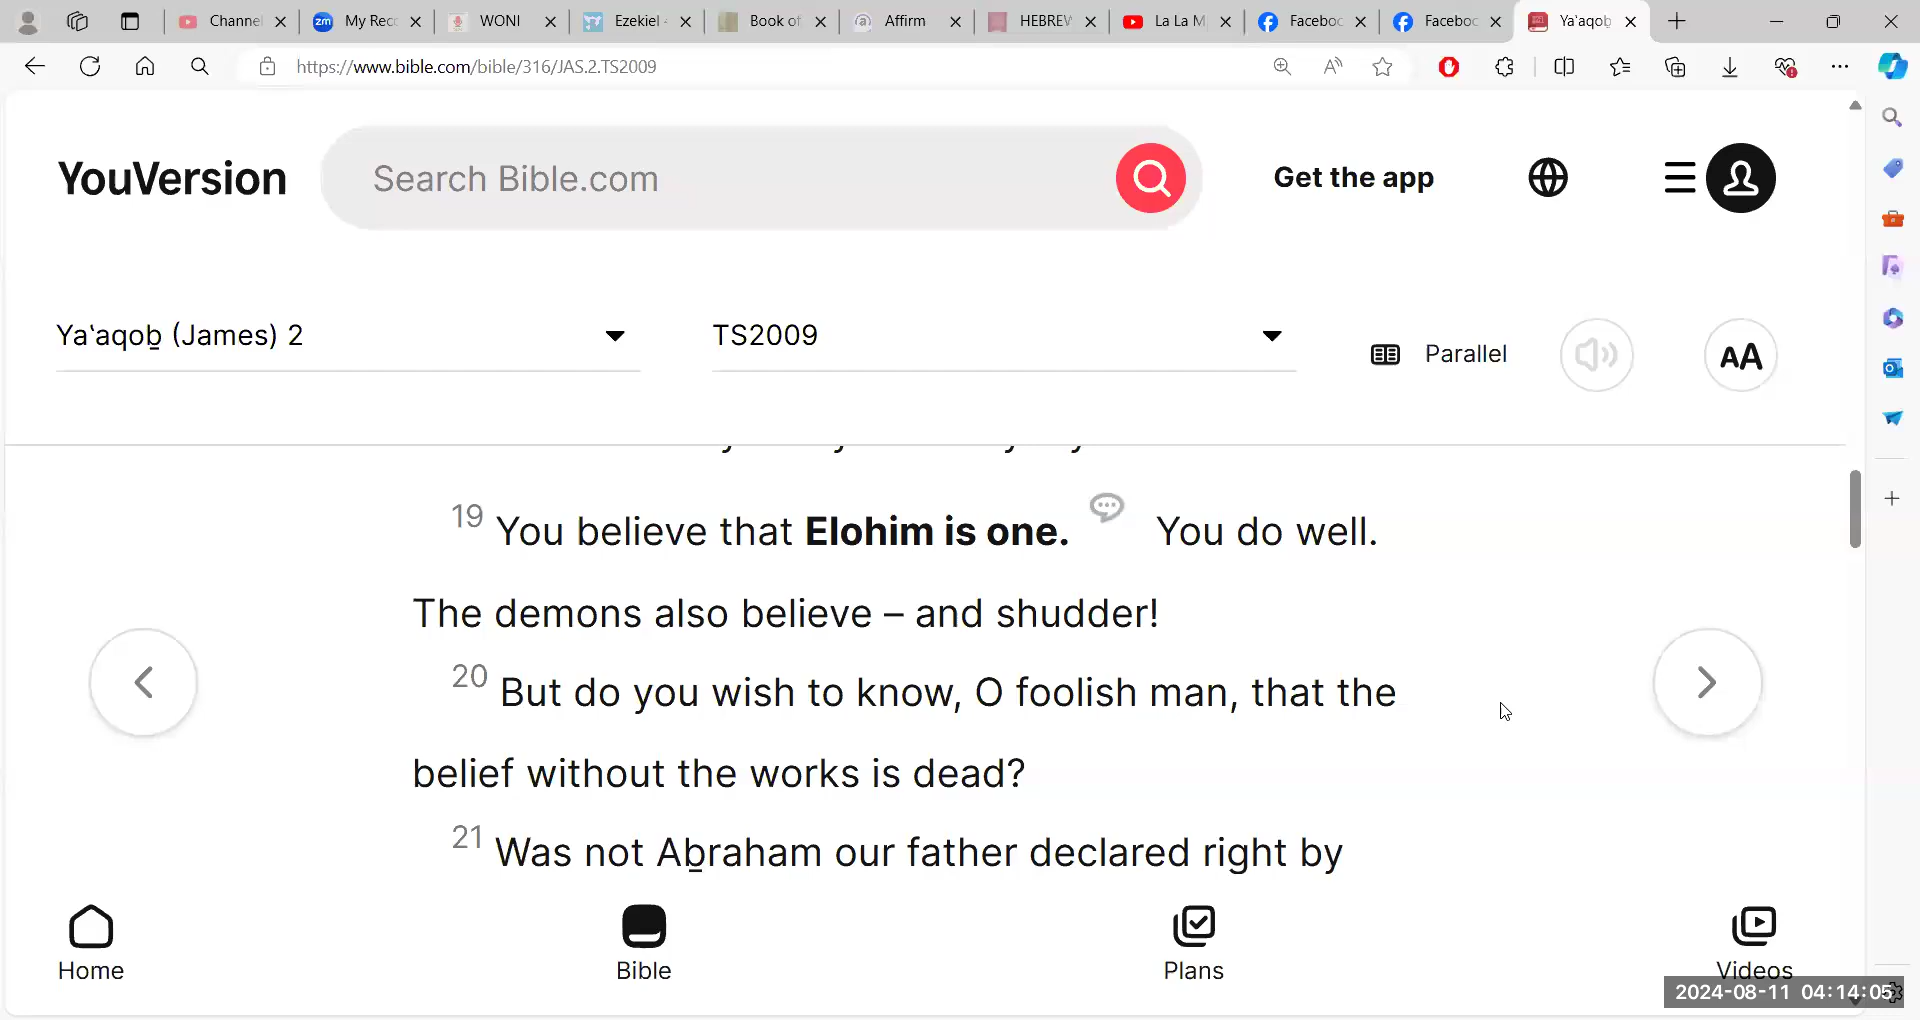 Channel
My Rec
WONI
Ezekiel
Book of
Affirm
HEBREW
La La M
Faceboo
Faceboo
Ya'aqoḇ
https://www.bible.com/bible/316/JAS.2.TS2009
YouVersion
Search Bible.com
Get the app
Ya‛aqoḇ (James) 2
TS2009
Parallel
AA
19 You believe that Elohim is one. You do well.
The demons also believe – and shudder!
20 But do you wish to know, O foolish man, that the
belief without the works is dead?
21 Was not Aḇraham our father declared right by
Home
Bible
Plans
Videos
2024-08-11 04:14:05